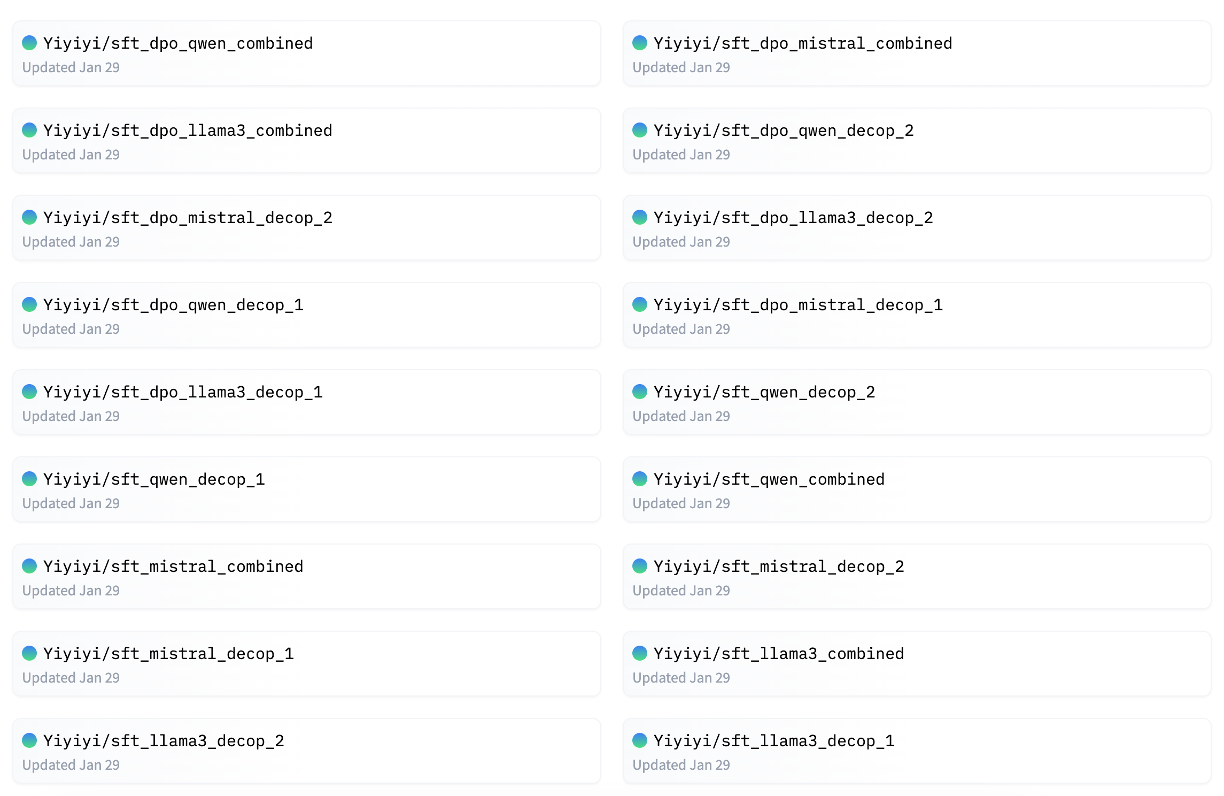 Yiyiyi/sft_dpo_qwen_combined
Updated Jan 29
Yiyiyi/sft_dpo_mistral_combined
Updated Jan 29
Yiyiyi/sft_dpo_llama3_combined
Updated Jan 29
Yiyiyi/sft_dpo_qwen_decop_2
Updated Jan 29
Yiyiyi/sft_dpo_mistral_decop_2
Updated Jan 29
Yiyiyi/sft_dpo_llama3_decop_2
Updated Jan 29
Yiyiyi/sft_dpo_qwen_decop_1
Updated Jan 29
Yiyiyi/sft_dpo_mistral_decop_1
Updated Jan 29
Yiyiyi/sft_dpo_llama3_decop_1
Updated Jan 29
Yiyiyi/sft_qwen_decop_2
Updated Jan 29
Yiyiyi/sft_qwen_decop_1
Updated Jan 29
Yiyiyi/sft_qwen_combined
Updated Jan 29
Yiyiyi/sft_mistral_combined
Updated Jan 29
Yiyiyi/sft_mistral_decop_2
Updated Jan 29
Yiyiyi/sft_mistral_decop_1
Updated Jan 29
Yiyiyi/sft_llama3_combined
Updated Jan 29
Yiyiyi/sft_llama3_decop_2
Updated Jan 29
Yiyiyi/sft_llama3_decop_1
Updated Jan 29